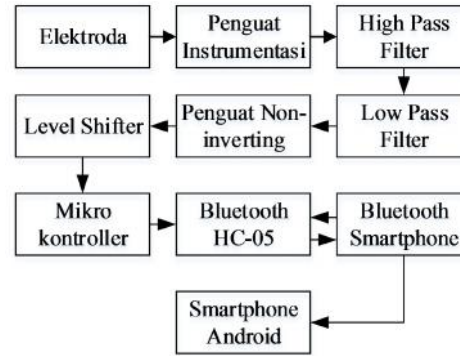 Elektroda
Penguat
Instrumentasi
High Pass
Filter
Level Shifter
Penguat Non-
inverting
Low Pass
Filter
Mikro
kontroller
Bluetooth
HC-05
Bluetooth
Smartphone
Smartphone
Android